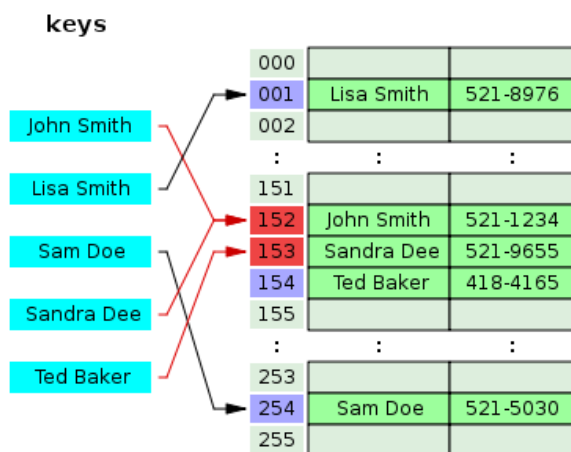 keys
John Smith
Lisa Smith
Sam Doe
Sandra Dee
Ted Baker
000
001 Lisa Smith 521-8976
002
: : :
151
152 John Smith 521-1234
153 Sandra Dee 521-9655
154 Ted Baker 418-4165
155
: : :
253
254 Sam Doe 521-5030
255